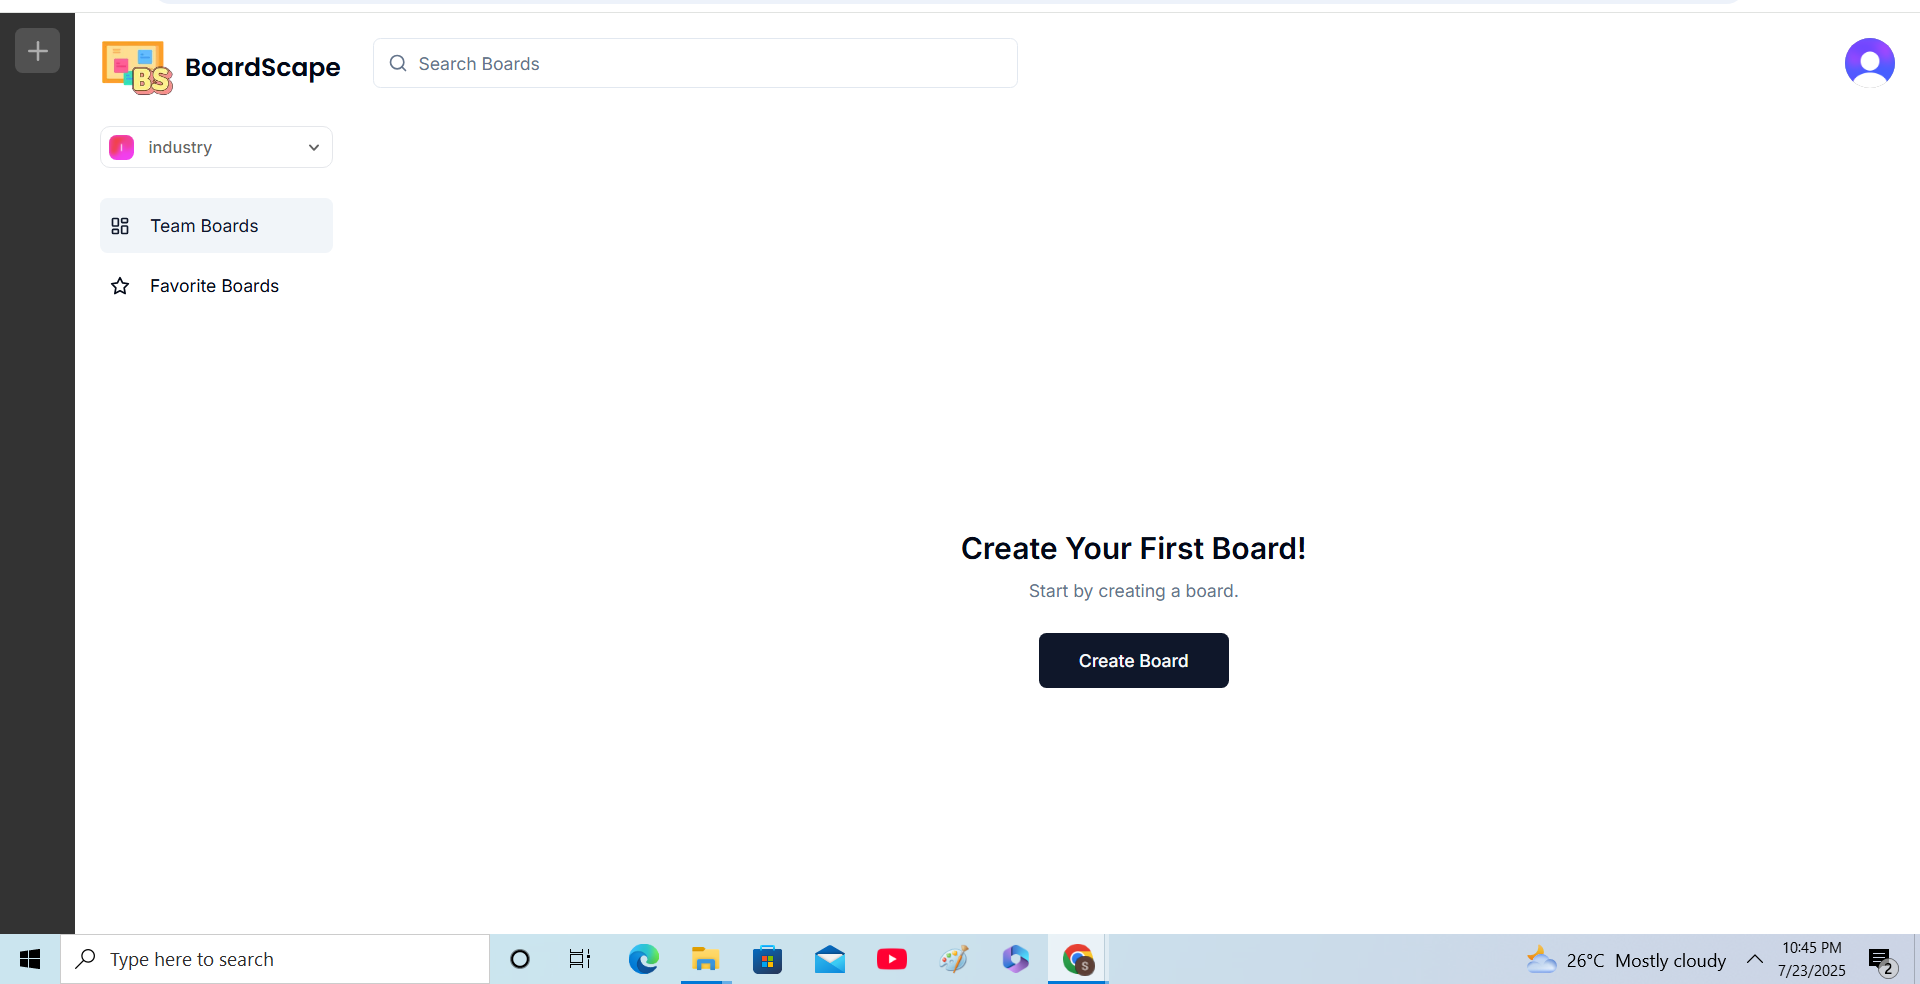 BS
BoardScape
Search Boards
I
industry
Team Boards
Favorite Boards
Create Your First Board!
Start by creating a board.
Create Board
Type here to search
S
26°C Mostly cloudy
10:45 PM
7/23/2025
2